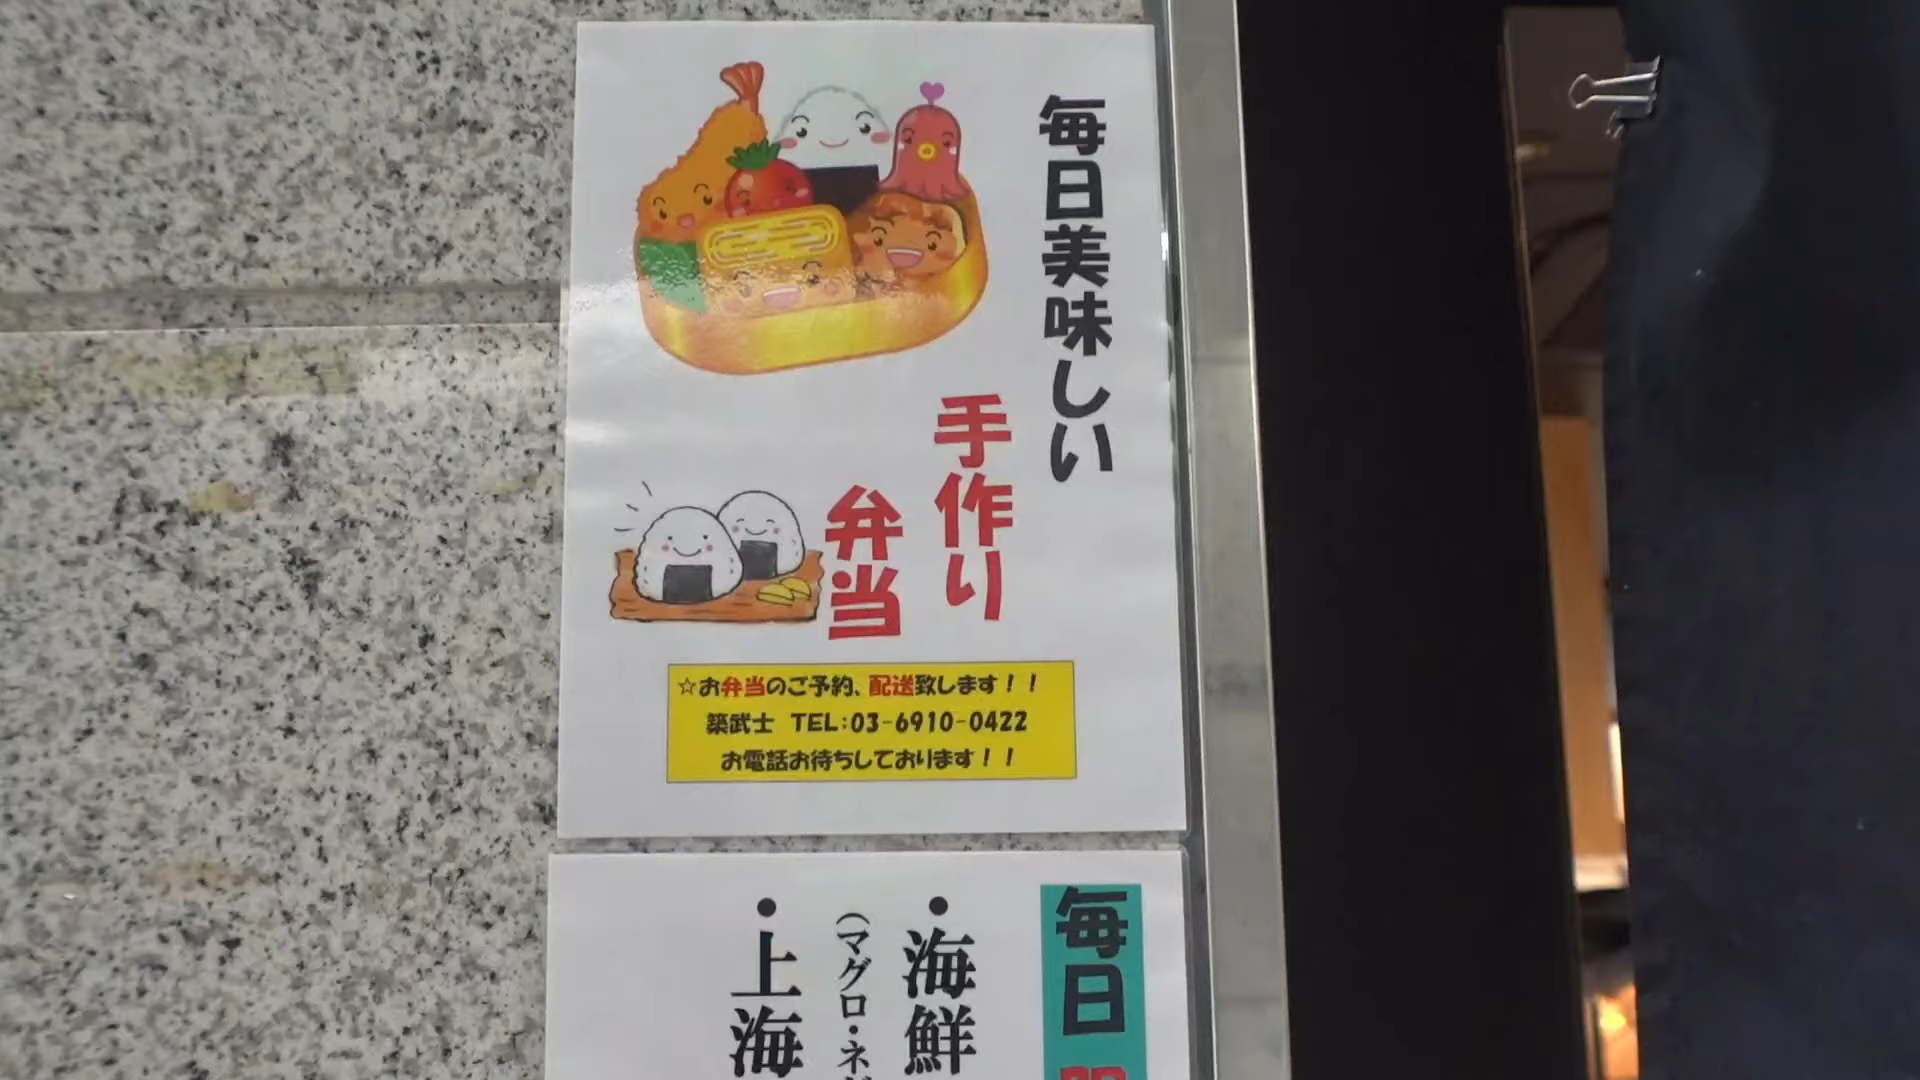 毎日美味しい
手作り
弁当
☆お弁当のご予約、配送致します！！
築武士 TEL:03-6910-0422
お電話お待ちしております！！
毎日
・海鮮
（マグロ・ネギ
・上海